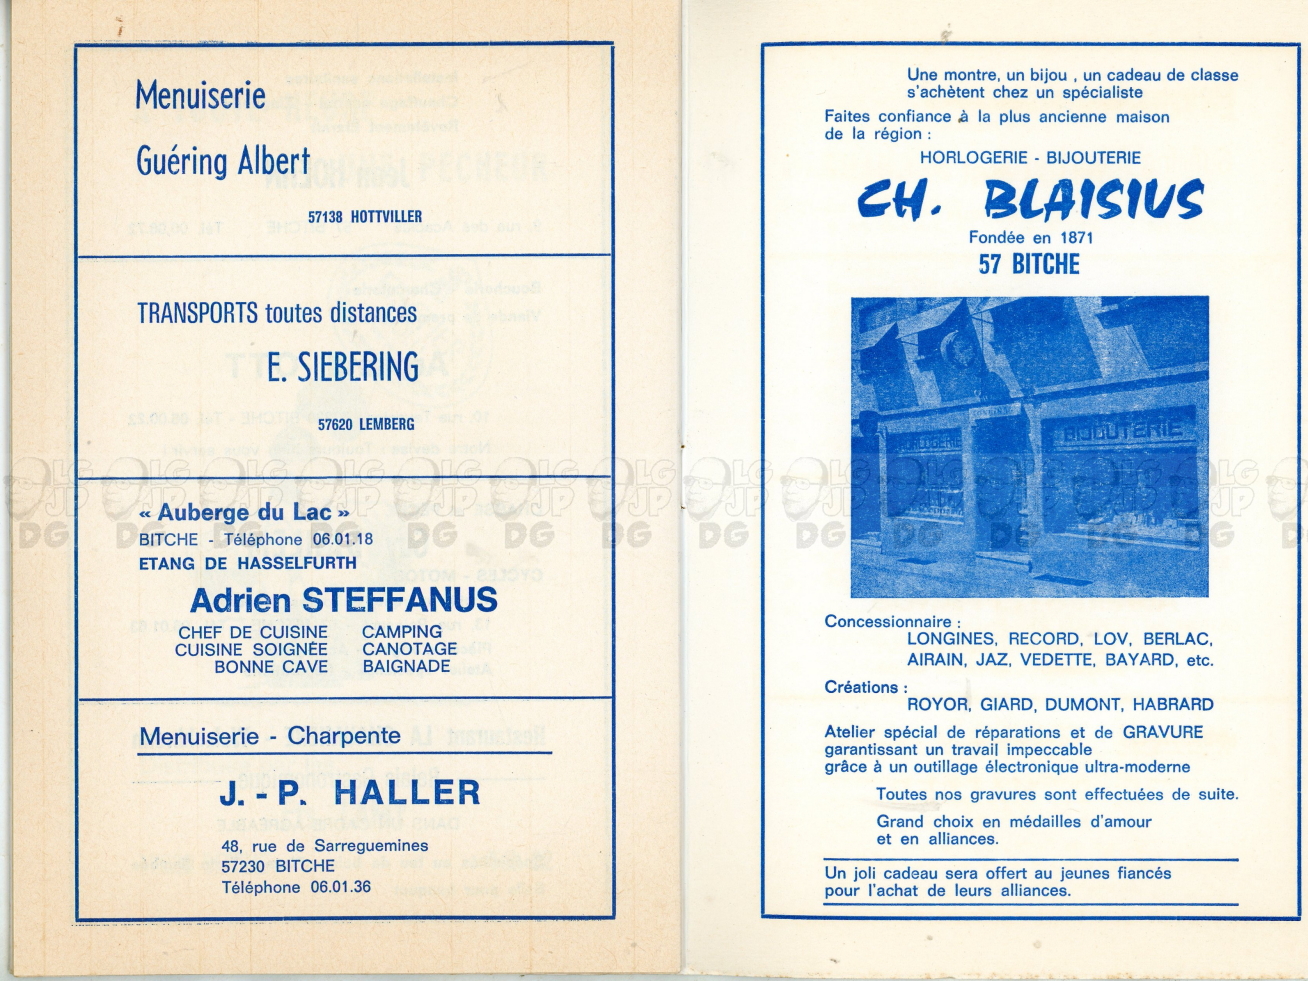 Menuiserie
Guéring Albert
57138 HOTTVILLER
TRANSPORTS toutes distances
E. SIEBERING
57620 LEMBERG
« Auberge du Lac »
BITCHE - Téléphone 06.01.18
ETANG DE HASSELFURTH
Adrien STEFFANUS
CHEF DE CUISINE CAMPING
CUISINE SOIGNÉE CANOTAGE
BONNE CAVE BAIGNADE
Menuiserie - Charpente
J. - P. HALLER
48, rue de Sarreguemines
57230 BITCHE
Téléphone 06.01.36
Une montre, un bijou , un cadeau de classe
s'achètent chez un spécialiste
Faites confiance à la plus ancienne maison
de la région :
HORLOGERIE - BIJOUTERIE
CH. BLAISIUS
Fondée en 1871
57 BITCHE
HORLOGERIE
BIJOUTERIE
Concessionnaire :
LONGINES, RECORD, LOV, BERLAC,
AIRAIN, JAZ, VEDETTE, BAYARD, etc.
Créations :
ROYOR, GIARD, DUMONT, HABRARD
Atelier spécial de réparations et de GRAVURE
garantissant un travail impeccable
grâce à un outillage électronique ultra-moderne
Toutes nos gravures sont effectuées de suite.
Grand choix en médailles d'amour
et en alliances.
Un joli cadeau sera offert au jeunes fiancés
pour l'achat de leurs alliances.
LG JP DG